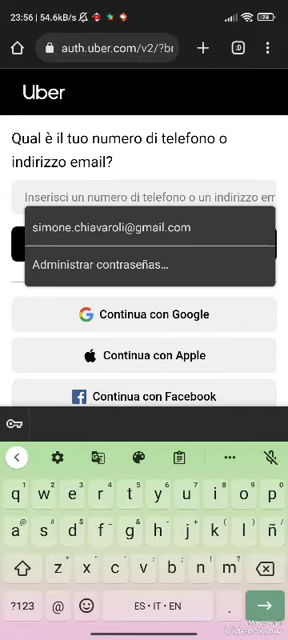 23:56 | 54.6kB/s
74
auth.uber.com/v2/?br
Uber
Qual è il tuo numero di telefono o
indirizzo email?
Inserisci un numero di telefono o un indirizzo em
simone.chiavaroli@gmail.com
Administrar contraseñas...
Continua con Google
Continua con Apple
Continua con Facebook
q w e r t y u i o p
a s d f g h j k l ñ
z x c v b n m
?123 @ ES • IT • EN .
VideoShow